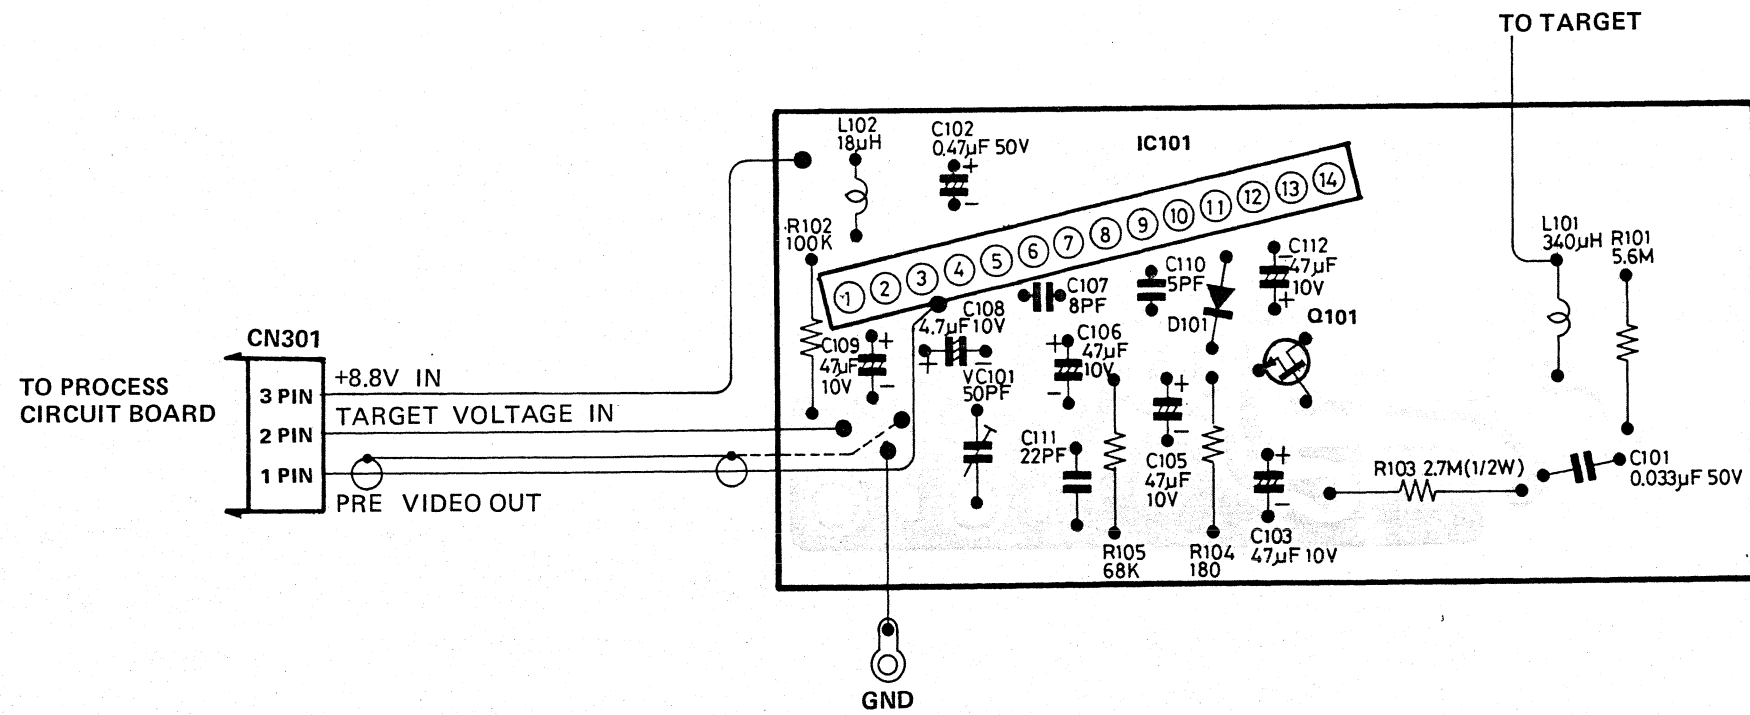 TO TARGET
L102
18µH
C102
0.47µF 50V
IC101
R102
100K
1 2 3 4 5 6 7 8 9 10 11 12 13 14
L101
340µH
R101
5.6M
C112
47µF
10V
C110
5PF
C107
8PF
D101
Q101
C108
4.7µF 10V
C109
47µF
10V
C106
47µF
10V
VC101
50PF
CN301
TO PROCESS
CIRCUIT BOARD
3 PIN
+8.8V IN
2 PIN
TARGET VOLTAGE IN
1 PIN
PRE VIDEO OUT
C111
22PF
C105
47µF
10V
R103 2.7M(1/2W)
C101
0.033µF 50V
R105
68K
R104
180
C103
47µF 10V
GND